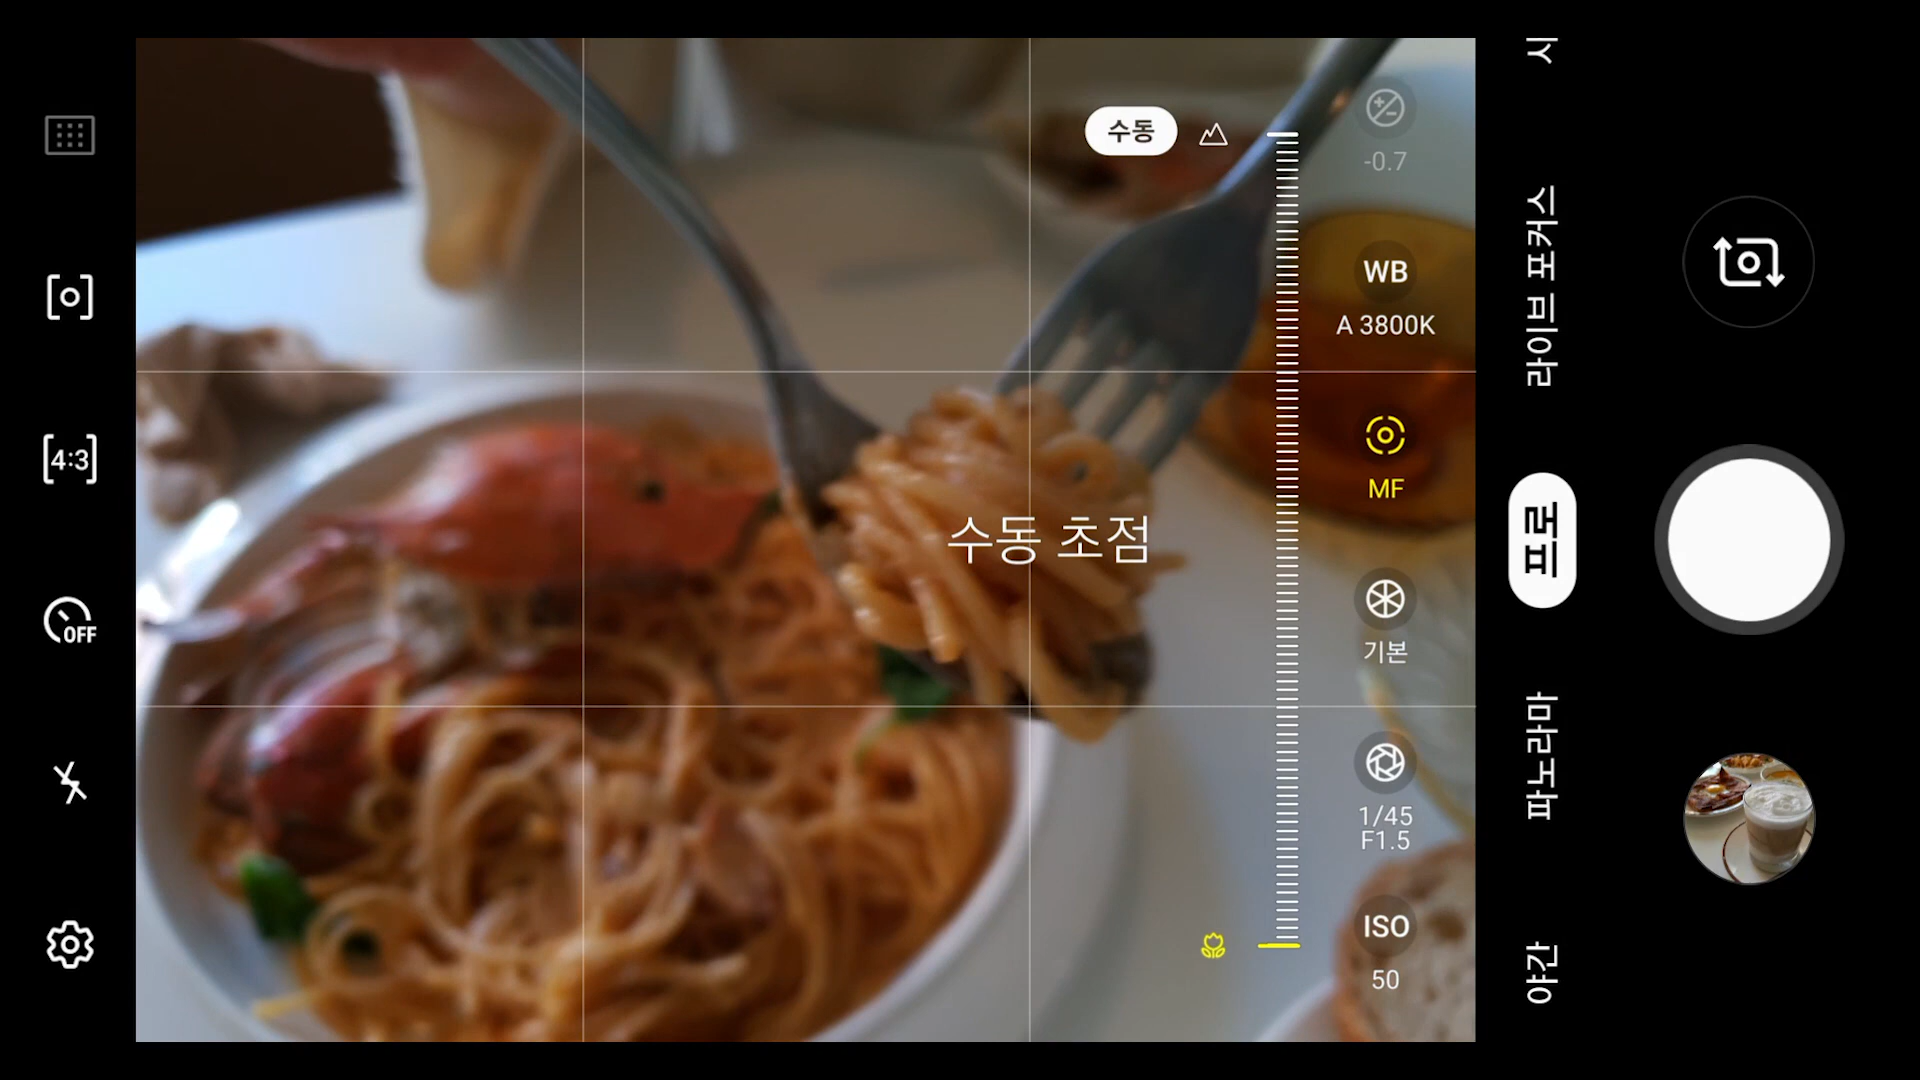 4:3
OFF
수동
수동 초점
-0.7
WB
A 3800K
MF
기본
1/45
F1.5
ISO
50
시
라이브 포커스
프로
파노라마
야간